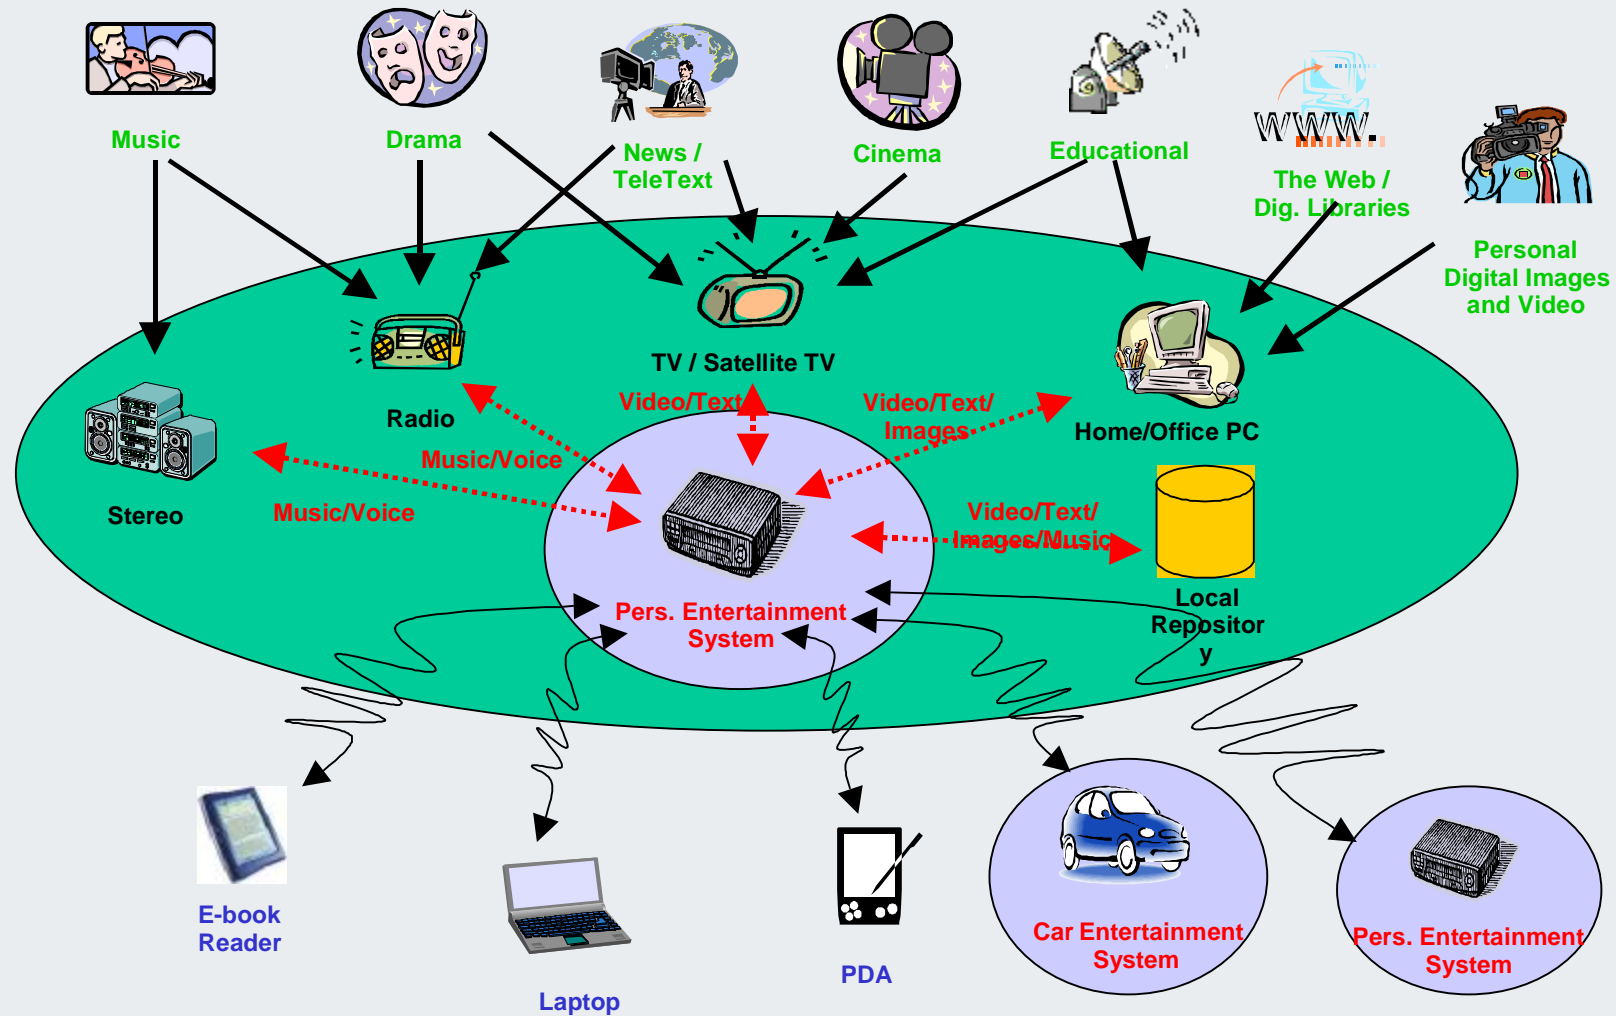 Music
Drama
News /
TeleText
Cinema
Educational
WWW.
The Web /
Dig. Libraries
Personal
Digital Images
and Video
TV / Satellite TV
Radio
Stereo
Home/Office PC
Video/Text
Video/Text/
Images
Music/Voice
Music/Voice
Video/Text/
Images/Music
Local
Repositor
y
Pers. Entertainment
System
E-book
Reader
Laptop
PDA
Car Entertainment
System
Pers. Entertainment
System